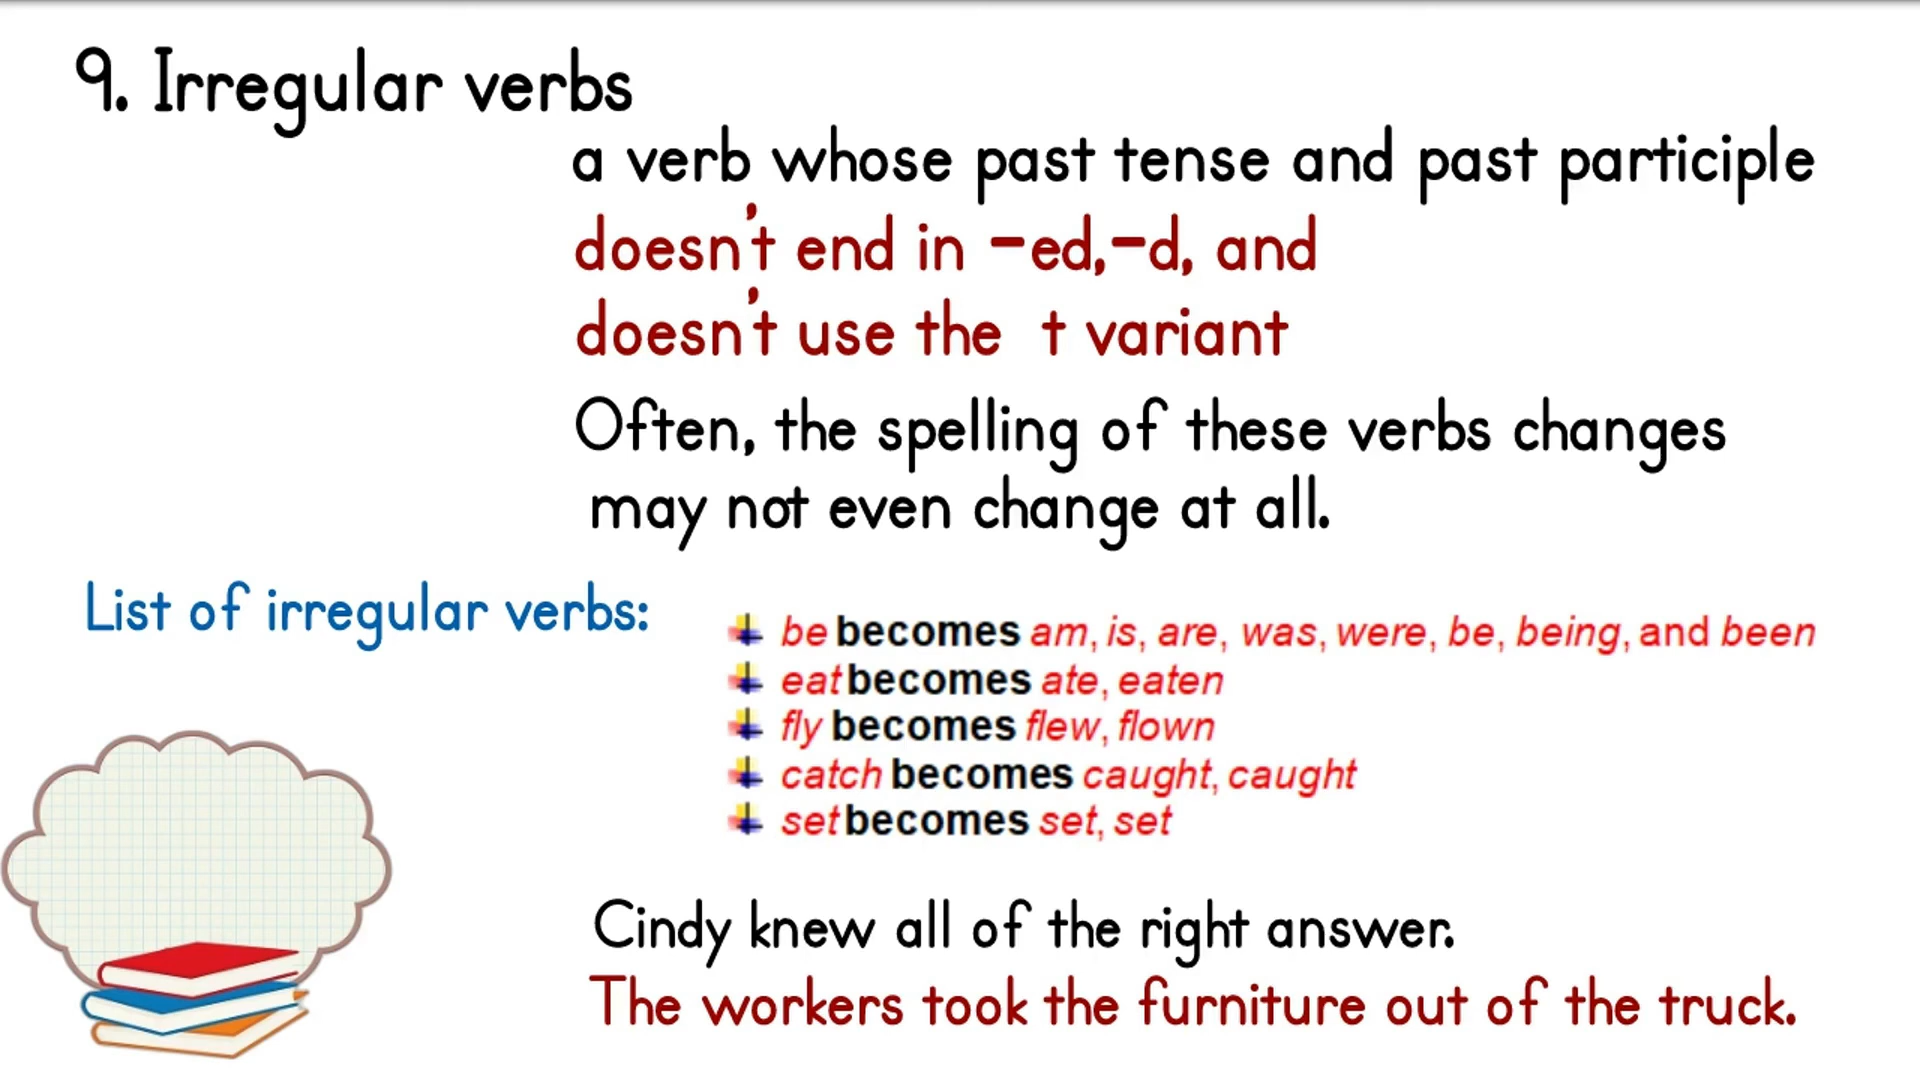 9. Irregular verbs
a verb whose past tense and past participle
doesn't end in -ed,-d, and
doesn't use the t variant
Often, the spelling of these verbs changes
may not even change at all.
List of irregular verbs:
be becomes am, is, are, was, were, be, being, and been
eat becomes ate, eaten
fly becomes flew, flown
catch becomes caught, caught
set becomes set, set
Cindy knew all of the right answer.
The workers took the furniture out of the truck.